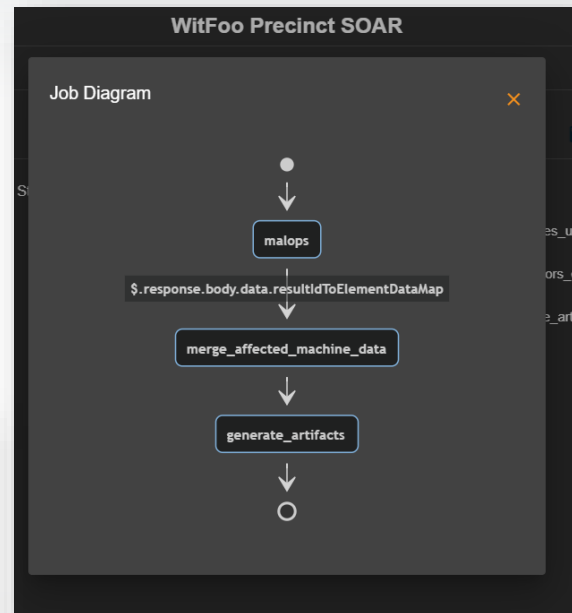 WitFoo Precinct SOAR
Job Diagram
malops
$.response.body.data.resultIdToElementDataMap
merge_affected_machine_data
generate_artifacts